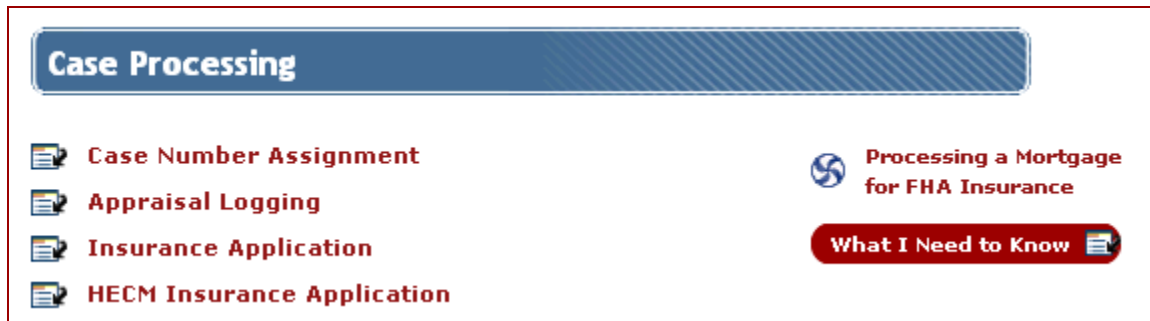 Case Processing
Case Number Assignment
Appraisal Logging
Insurance Application
HECM Insurance Application
Processing a Mortgage
for FHA Insurance
What I Need to Know